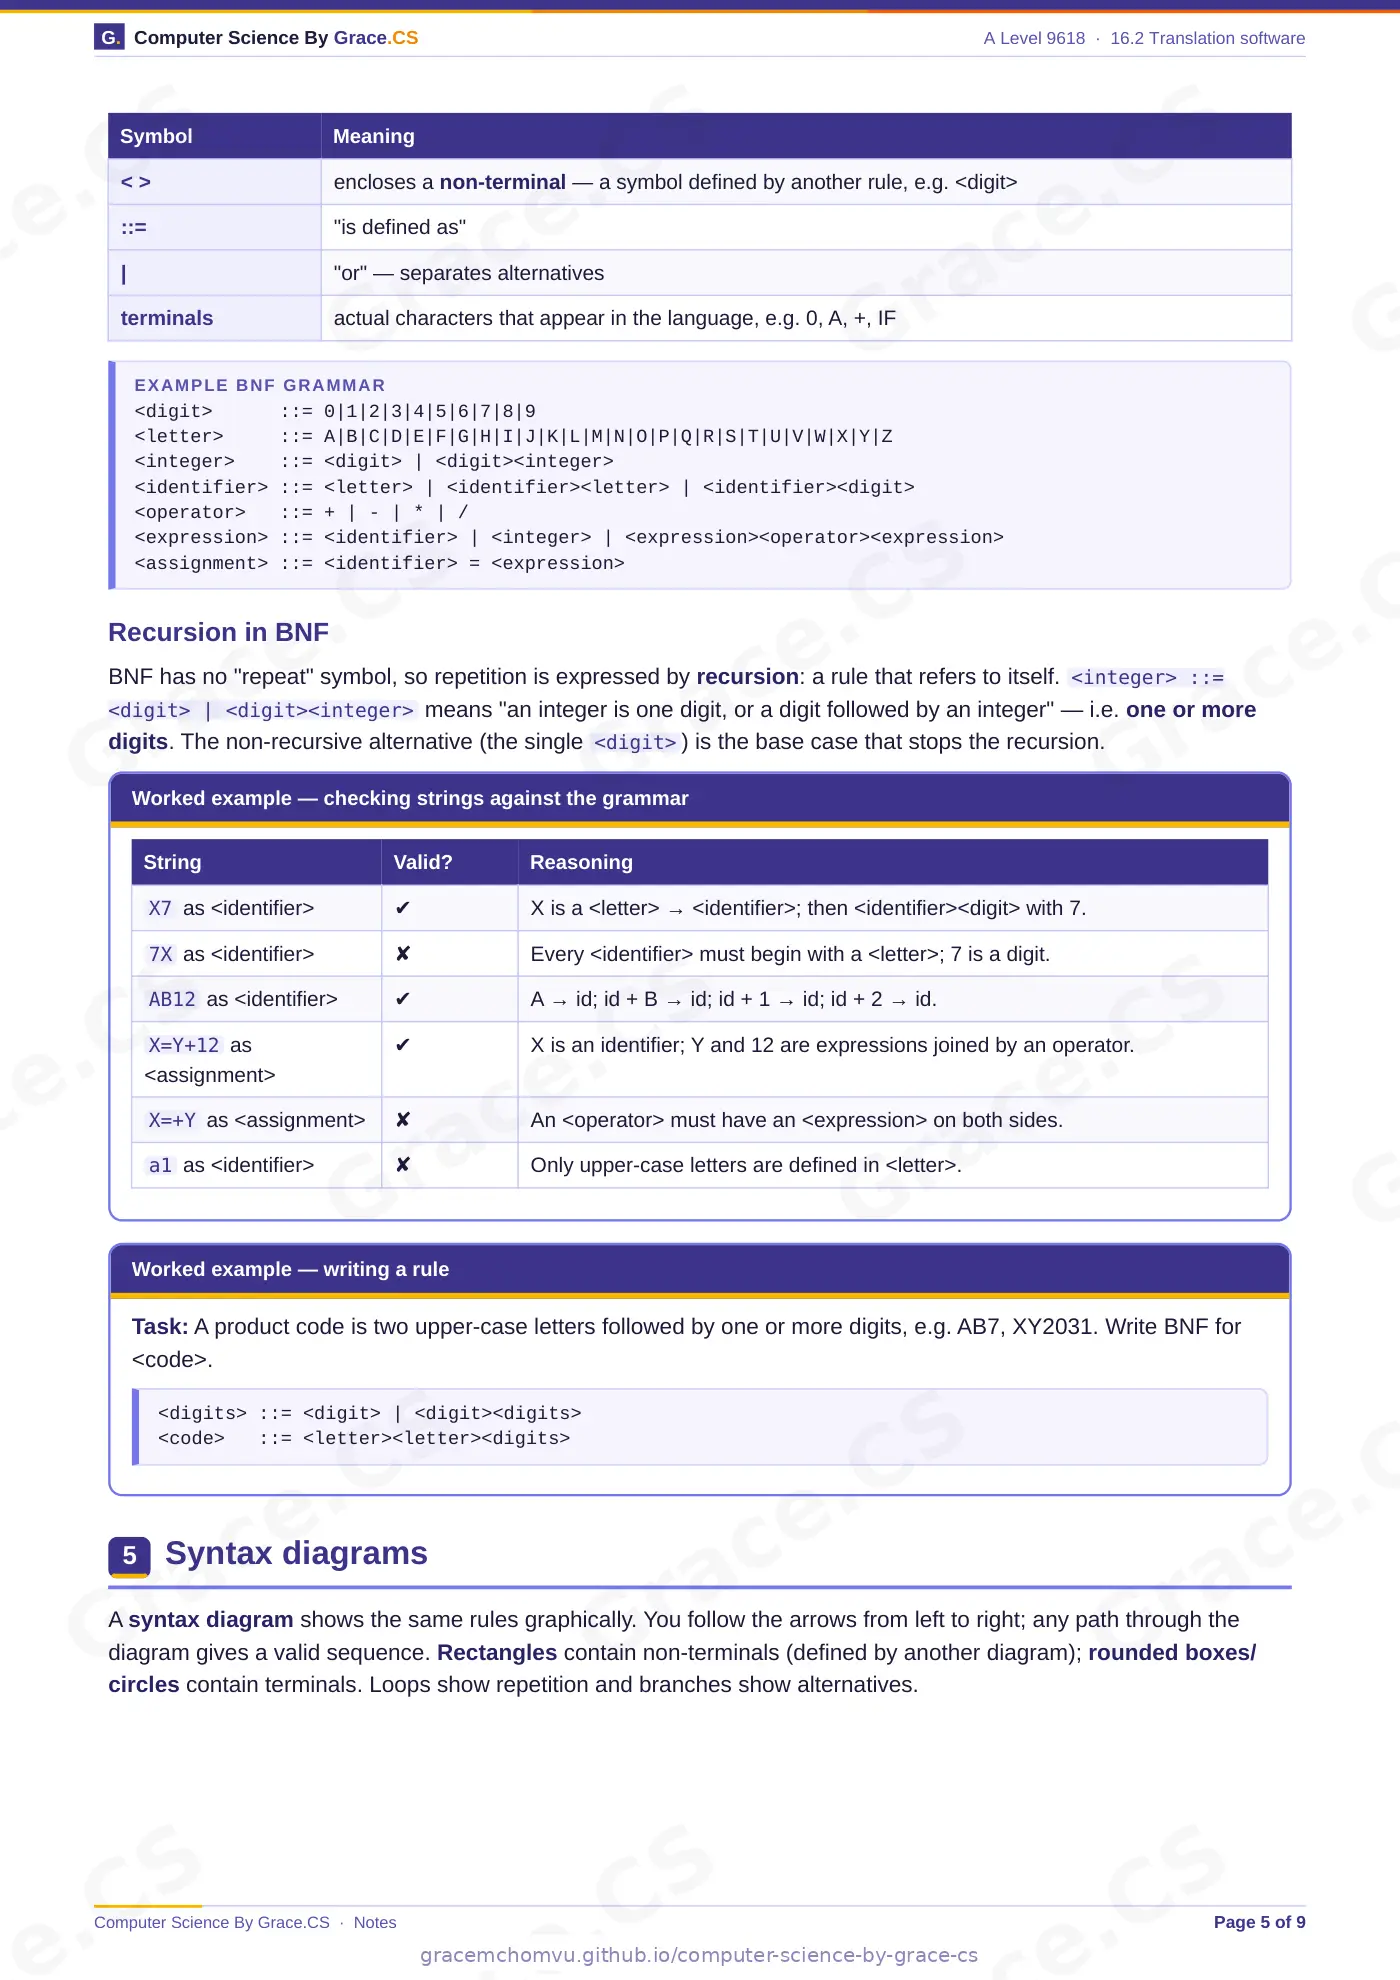 G. Computer Science By Grace.CS
A Level 9618 · 16.2 Translation software
Symbol Meaning
< > encloses a non-terminal — a symbol defined by another rule, e.g. <digit>
::= "is defined as"
| "or" — separates alternatives
terminals actual characters that appear in the language, e.g. 0, A, +, IF
EXAMPLE BNF GRAMMAR
<digit>      ::= 0|1|2|3|4|5|6|7|8|9
<letter>     ::= A|B|C|D|E|F|G|H|I|J|K|L|M|N|O|P|Q|R|S|T|U|V|W|X|Y|Z
<integer>    ::= <digit> | <digit><integer>
<identifier> ::= <letter> | <identifier><letter> | <identifier><digit>
<operator>   ::= + | - | * | /
<expression> ::= <identifier> | <integer> | <expression><operator><expression>
<assignment> ::= <identifier> = <expression>
Recursion in BNF
BNF has no "repeat" symbol, so repetition is expressed by recursion: a rule that refers to itself. <integer> ::=
<digit> | <digit><integer> means "an integer is one digit, or a digit followed by an integer" — i.e. one or more
digits. The non-recursive alternative (the single <digit>) is the base case that stops the recursion.
Worked example — checking strings against the grammar
String Valid? Reasoning
X7 as <identifier> ✔ X is a <letter> → <identifier>; then <identifier><digit> with 7.
7X as <identifier> ✘ Every <identifier> must begin with a <letter>; 7 is a digit.
AB12 as <identifier> ✔ A → id; id + B → id; id + 1 → id; id + 2 → id.
X=Y+12 as ✔ X is an identifier; Y and 12 are expressions joined by an operator.
<assignment>
X=+Y as <assignment> ✘ An <operator> must have an <expression> on both sides.
a1 as <identifier> ✘ Only upper-case letters are defined in <letter>.
Worked example — writing a rule
Task: A product code is two upper-case letters followed by one or more digits, e.g. AB7, XY2031. Write BNF for
<code>.
<digits> ::= <digit> | <digit><digits>
<code>   ::= <letter><letter><digits>
5 Syntax diagrams
A syntax diagram shows the same rules graphically. You follow the arrows from left to right; any path through the
diagram gives a valid sequence. Rectangles contain non-terminals (defined by another diagram); rounded boxes/
circles contain terminals. Loops show repetition and branches show alternatives.
Computer Science By Grace.CS · Notes
Page 5 of 9
gracemchomvu.github.io/computer-science-by-grace-cs